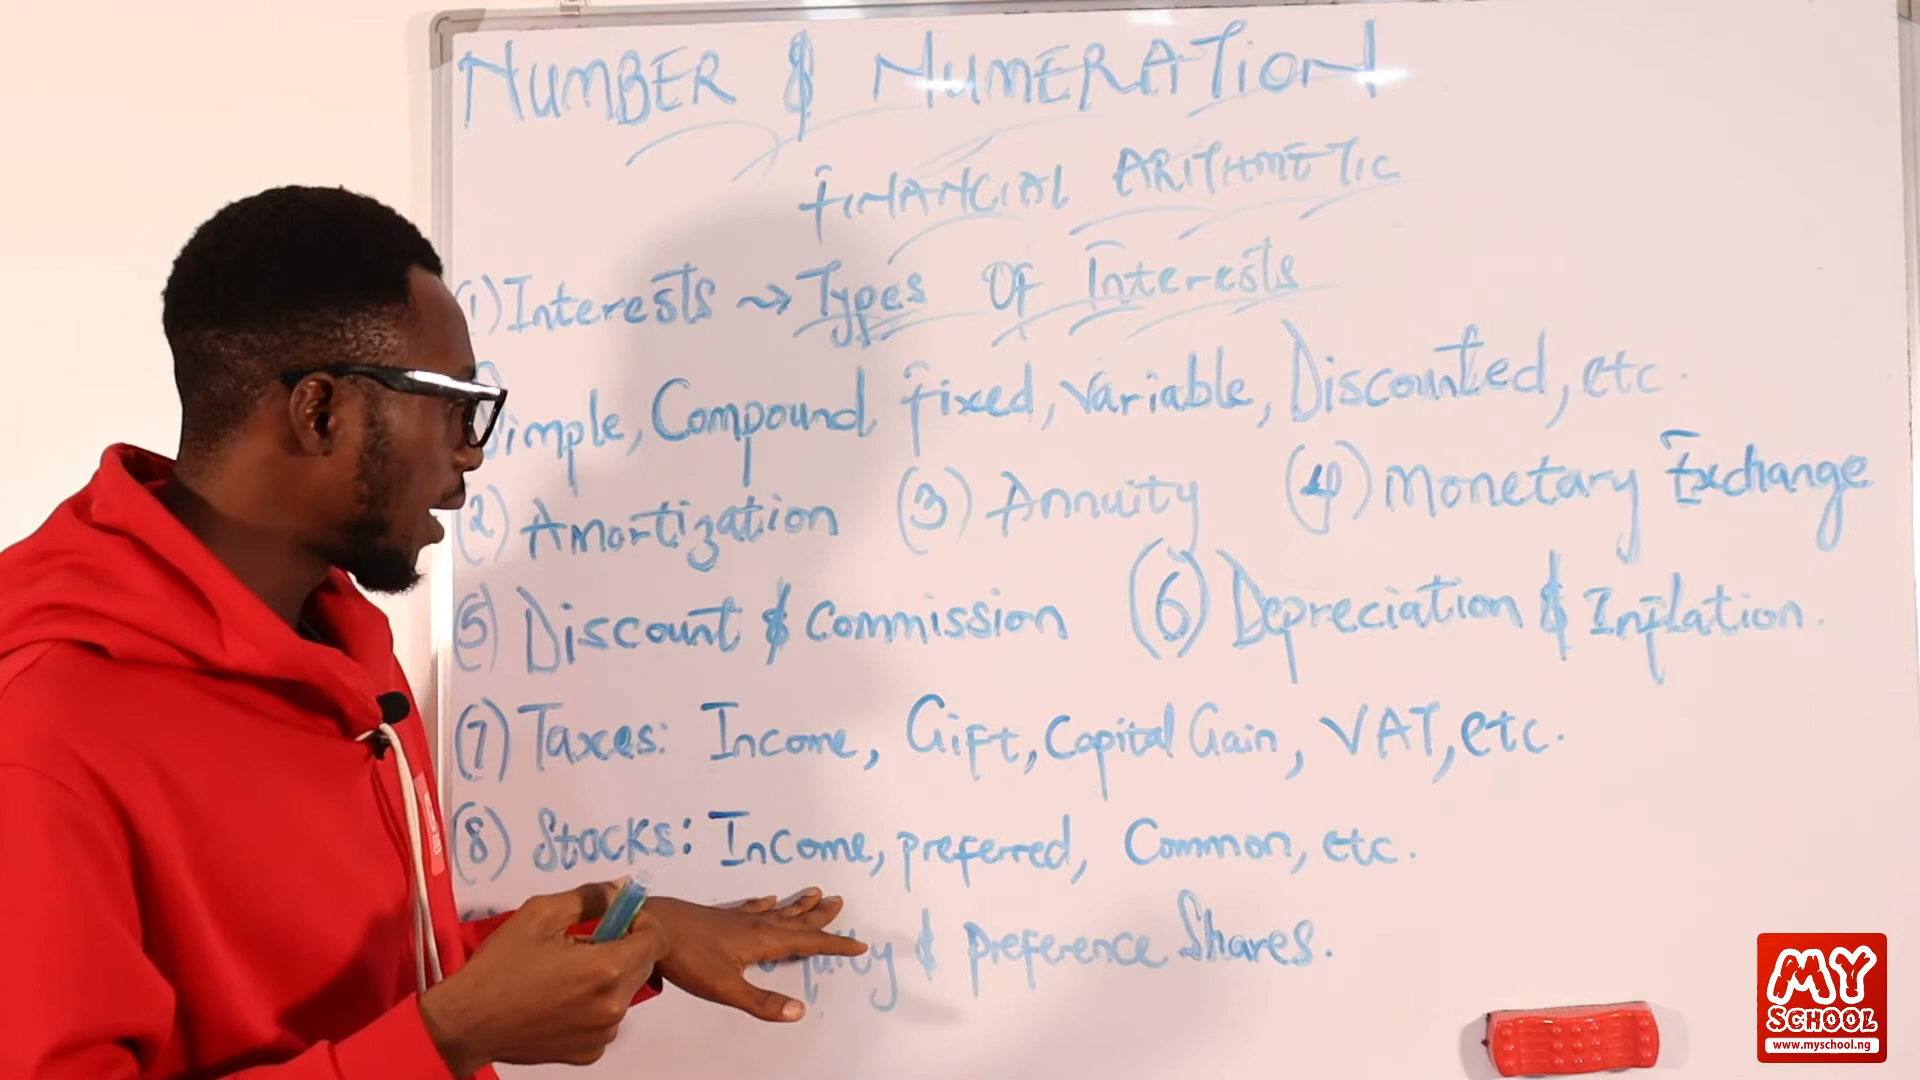 NUMBER & NUMERATION
FINANCIAL ARITHMETIC
(1) Interests → Types Of Interests
Simple, Compound, Fixed, Variable, Discounted, etc.
(2) Amortization (3) Annuity (4) Monetary Exchange
(5) Discount & Commission (6) Depreciation & Inflation.
(7) Taxes: Income, Gift, Capital Gain, VAT, etc.
(8) Stocks: Income, preferred, Common, etc.
& preference Shares.
MY
SCHOOL
www.myschool.ng